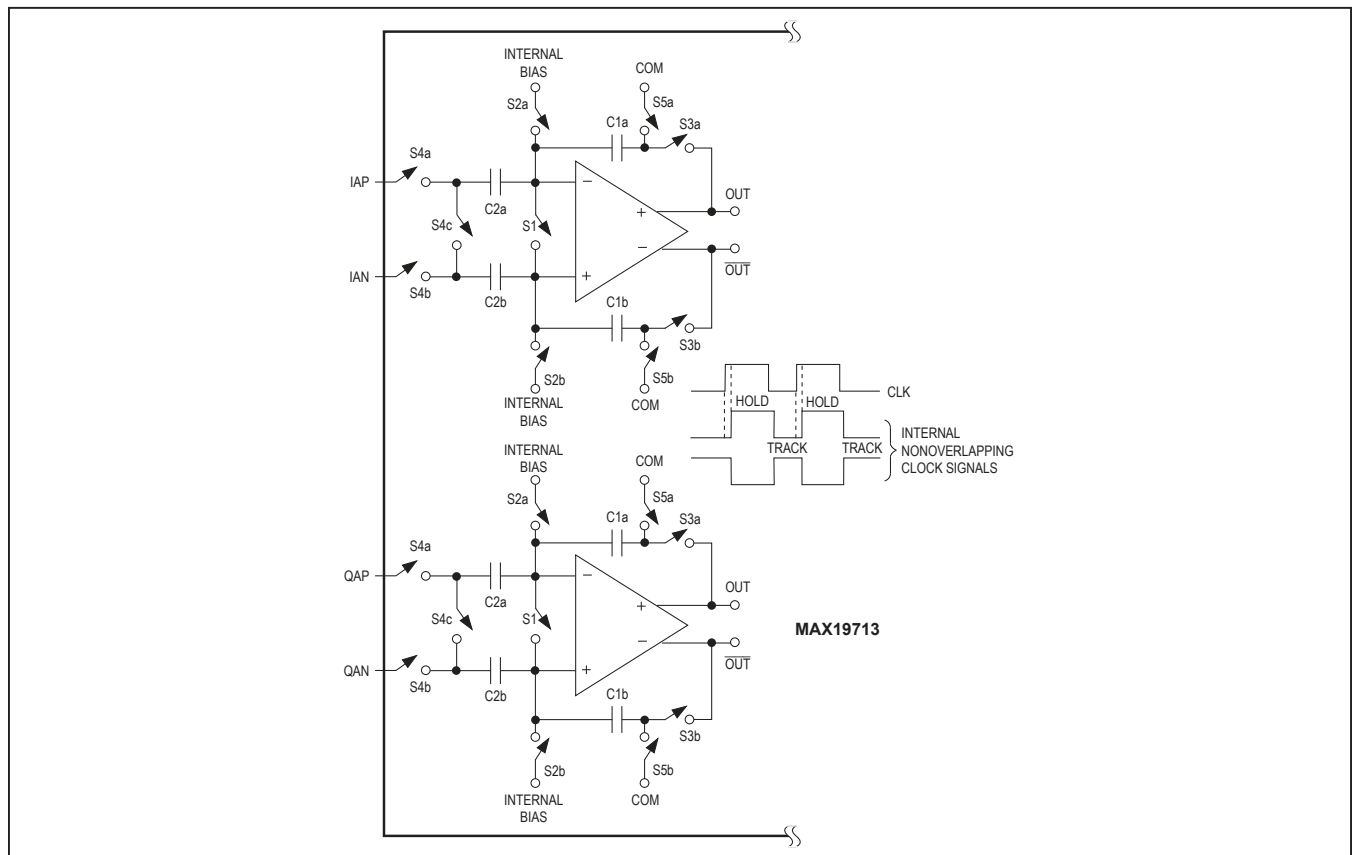 INTERNAL
BIAS
COM
S2a
S5a
C1a
S3a
S4a
IAP
C2a
−
+
OUT
S4c
S1
−
OUT
IAN
S4b
C2b
+
C1b
S3b
S2b
S5b
INTERNAL
BIAS
COM
CLK
HOLD HOLD
TRACK TRACK
INTERNAL
NONOVERLAPPING
CLOCK SIGNALS
INTERNAL
BIAS
COM
S2a
S5a
C1a
S3a
S4a
QAP
C2a
−
+
OUT
S4c
S1
−
OUT
MAX19713
QAN
S4b
C2b
+
C1b
S3b
S2b
S5b
INTERNAL
BIAS
COM